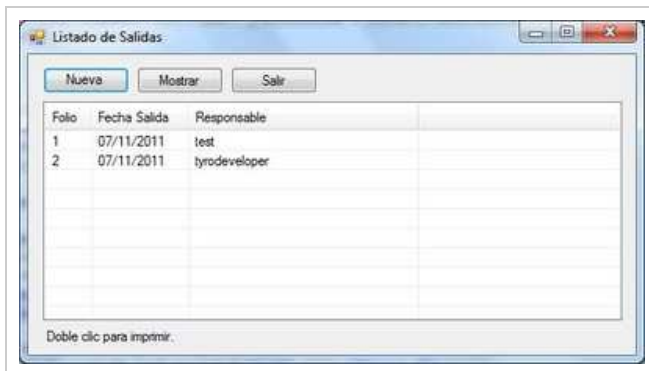 Listado de Salidas
Nueva Mostrar Salir
Folio Fecha Salida Responsable
1 07/11/2011 test
2 07/11/2011 tyrodeveloper
Doble clic para imprimir.